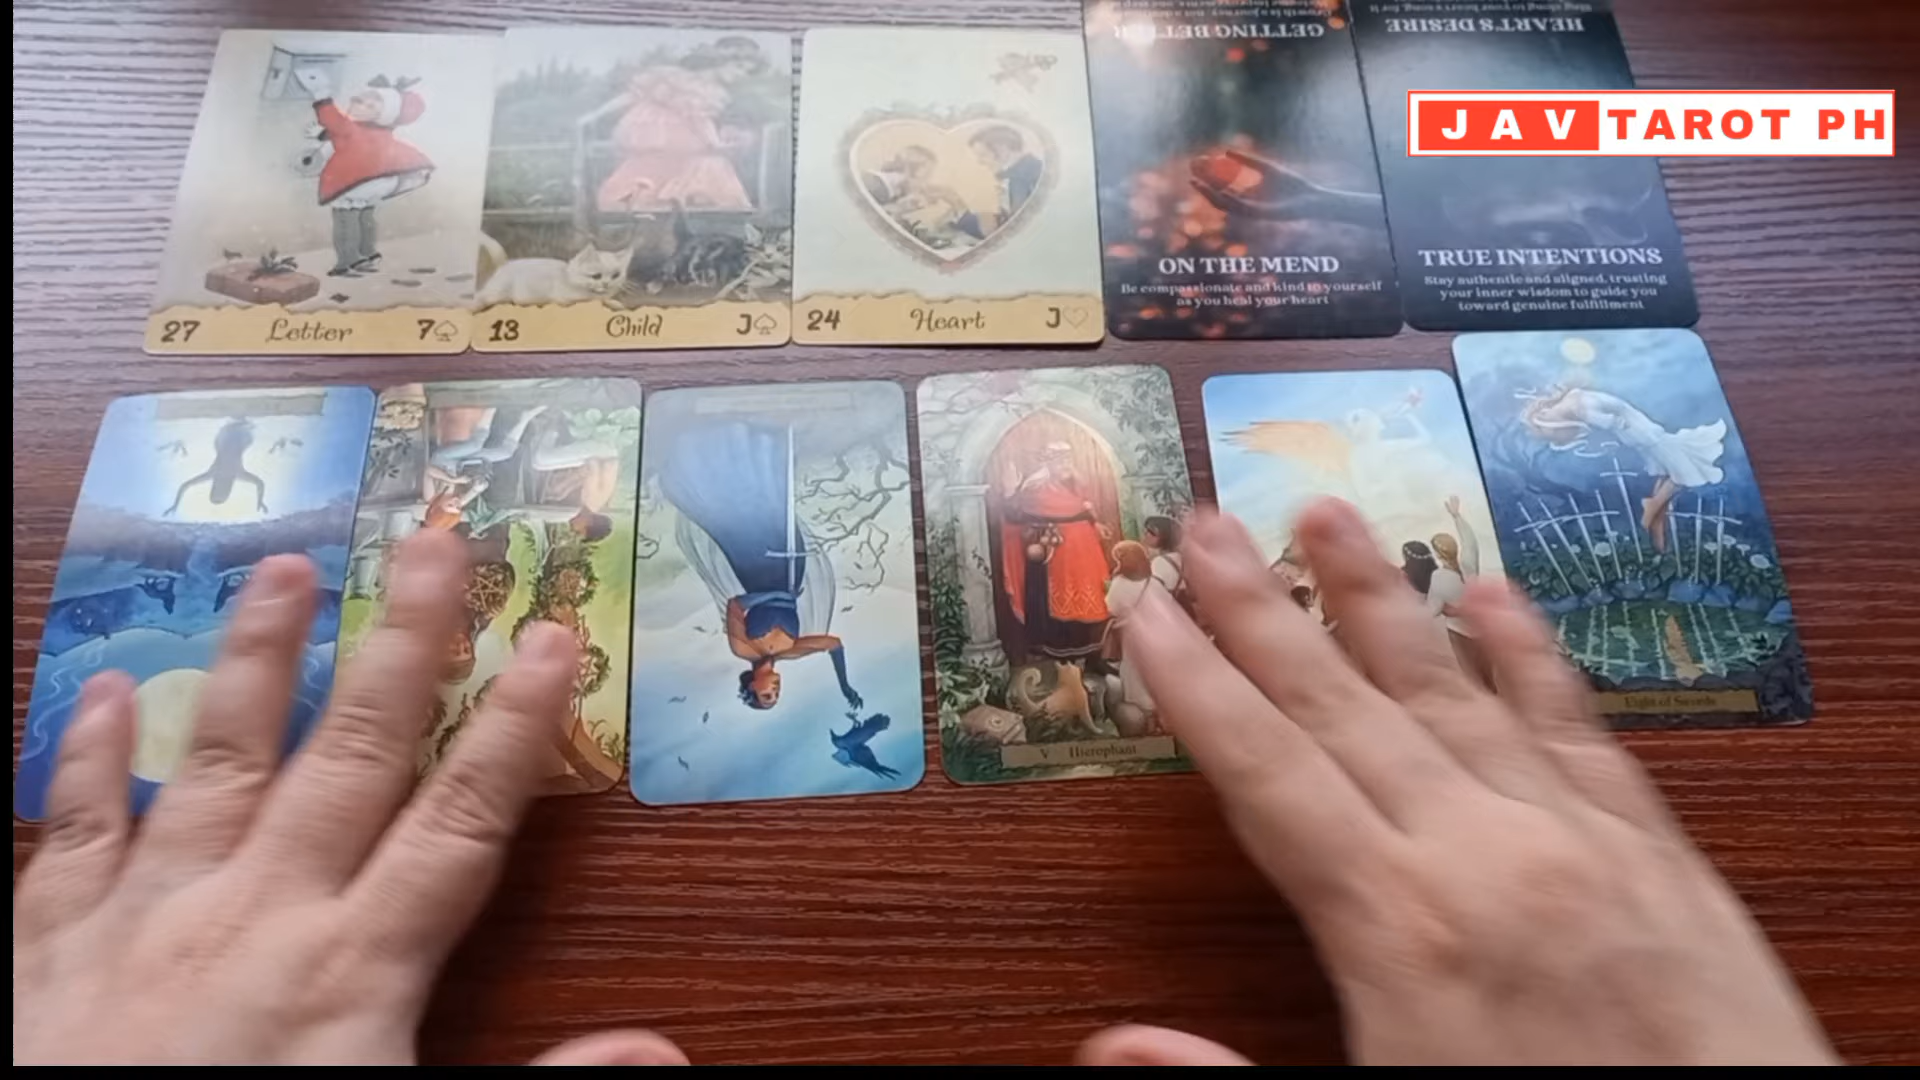 GETTING BETTER
HEART'S DESIRE
JAV TAROT PH
ON THE MEND
Be compassionate and kind to yourself
as you heal your heart
TRUE INTENTIONS
Stay authentic and aligned, trusting
your inner wisdom to guide you
toward genuine fulfillment
27 Letter 7♤
13 Child J♤
24 Heart J♡
V Hierophant
Eight of Swords